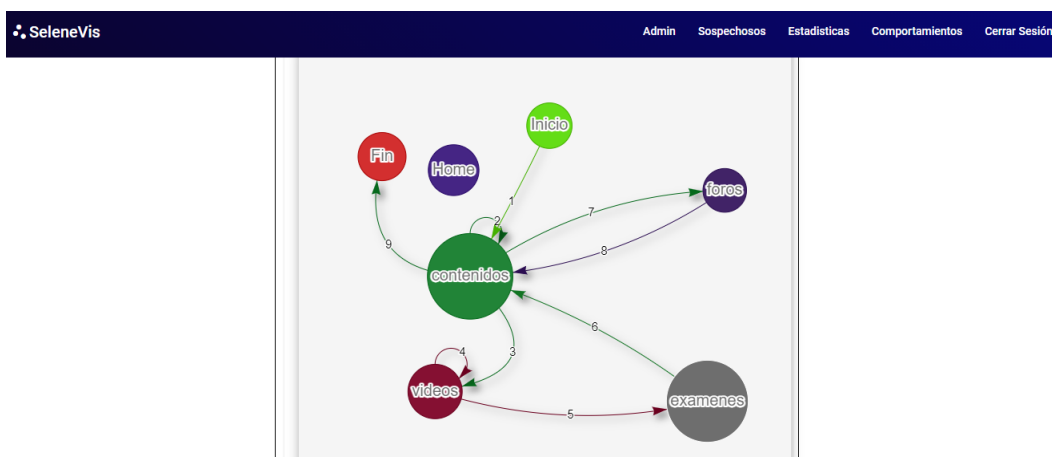 SeleneVis
Admin Sospechosos Estadisticas Comportamientos Cerrar Sesión
Inicio
Fin
Home
foros
1
2
7
9
8
contenidos
6
3
4
videos
examenes
5